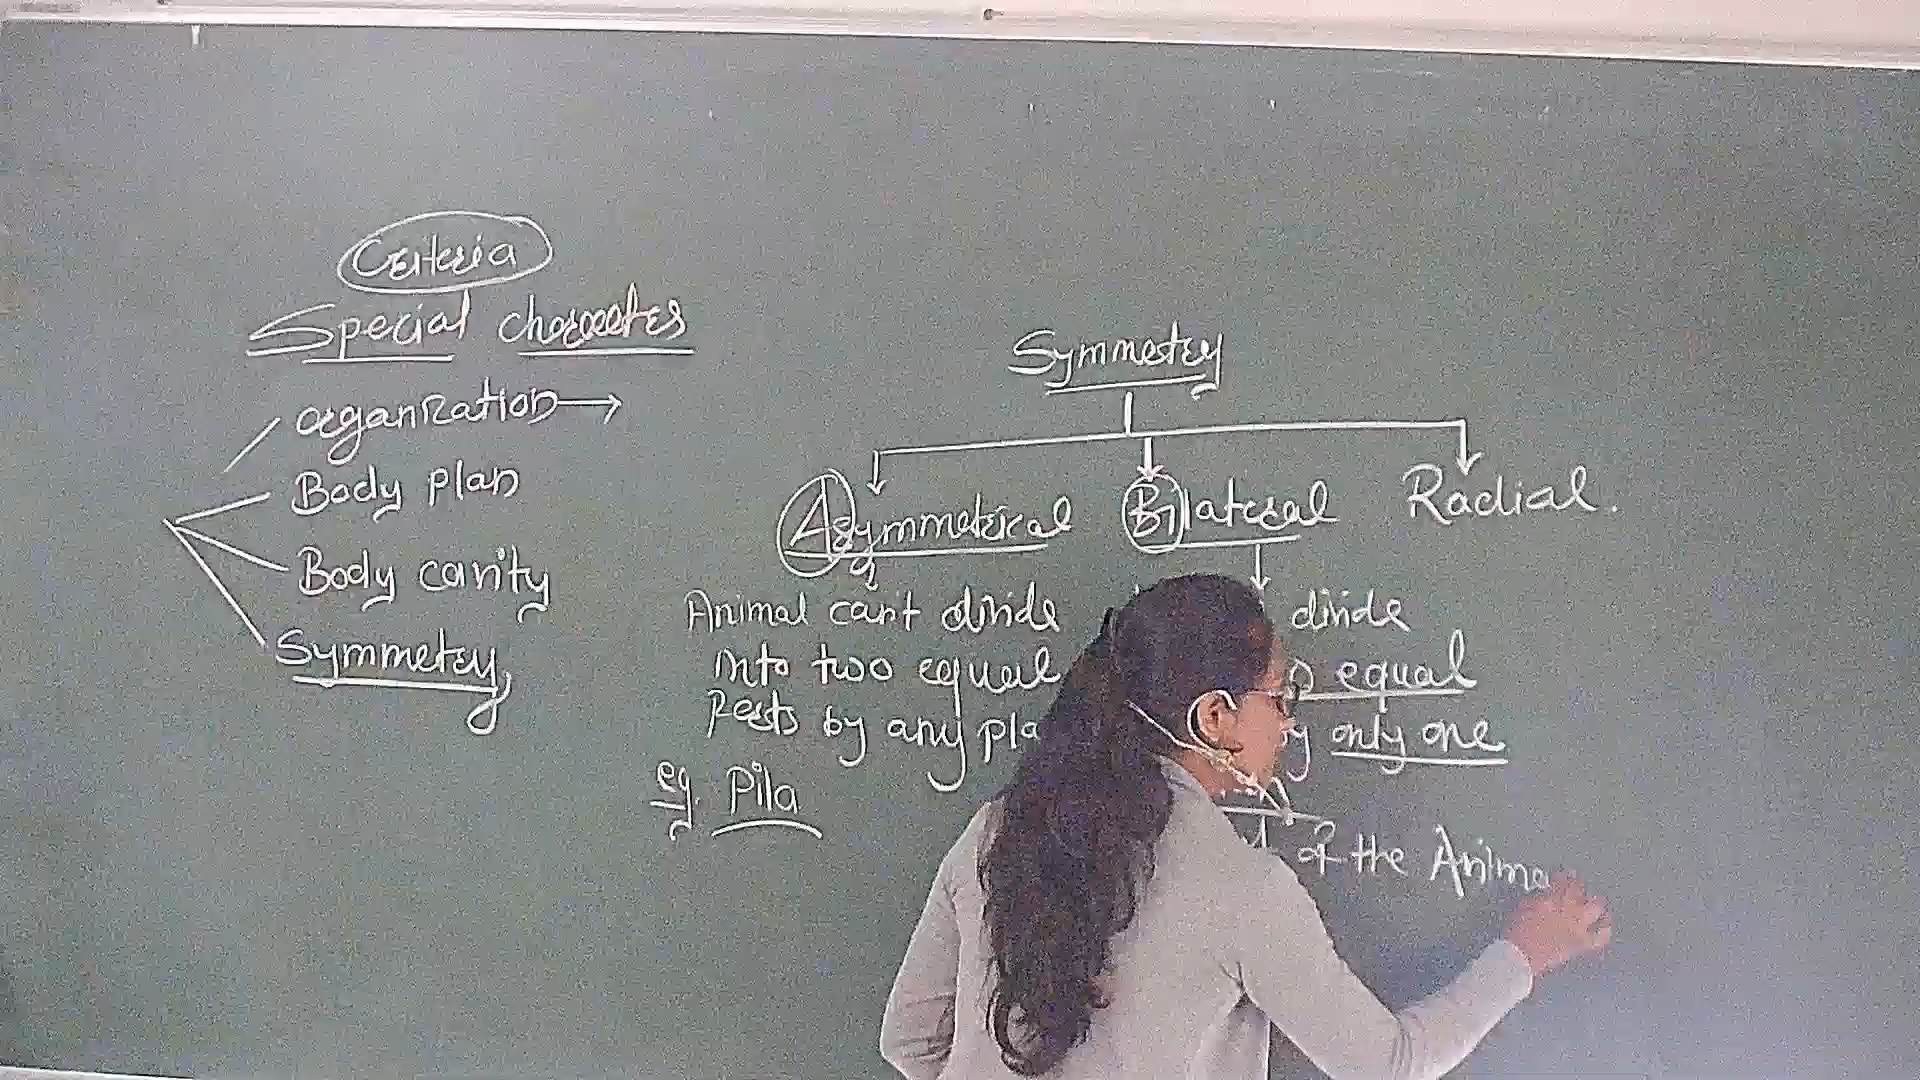 Criteria
Special characters
organization →
Body plan
Body cavity
Symmetry
Symmetry
Asymmetrical
Bilateral
Radial.
Animal can't divide
into two equal
Parts by any pla
eg. Pila
divide
equal
only one
of the Anima